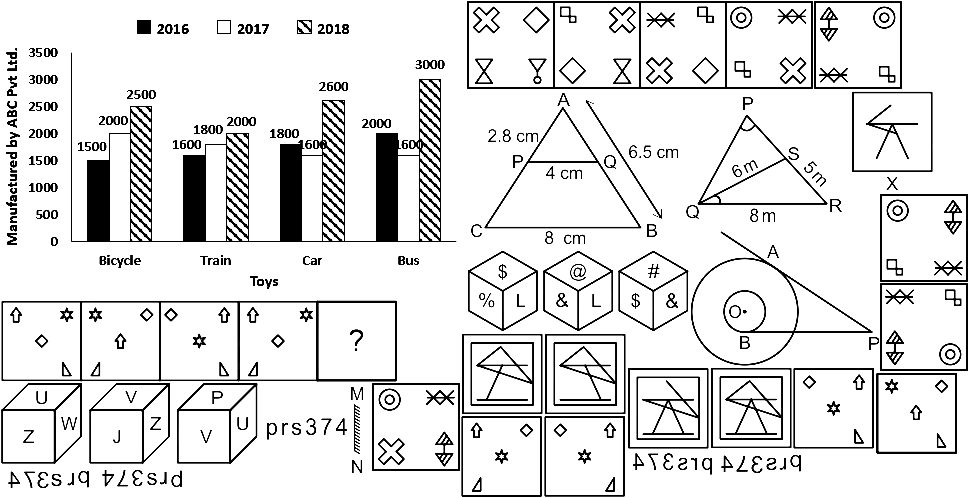 2016 2017 2018
Manufactured by ABC Pvt Ltd.
3500
3000
2500
2000
1500
1000
500
0
1500 2000 2500
1600 1800 2000
1800 1600 2600
2000 1600 3000
Bicycle Train Car Bus
Toys
A
2.8 cm
P Q
4 cm
6.5 cm
C B
8 cm
P
S
6m 5m
Q R
8m
X
$ % L
@ & L
# $ &
A
O
B P
?
U Z W
V J Z
P V U
prs374
M
N
prs374 prs374
prs374 prs374